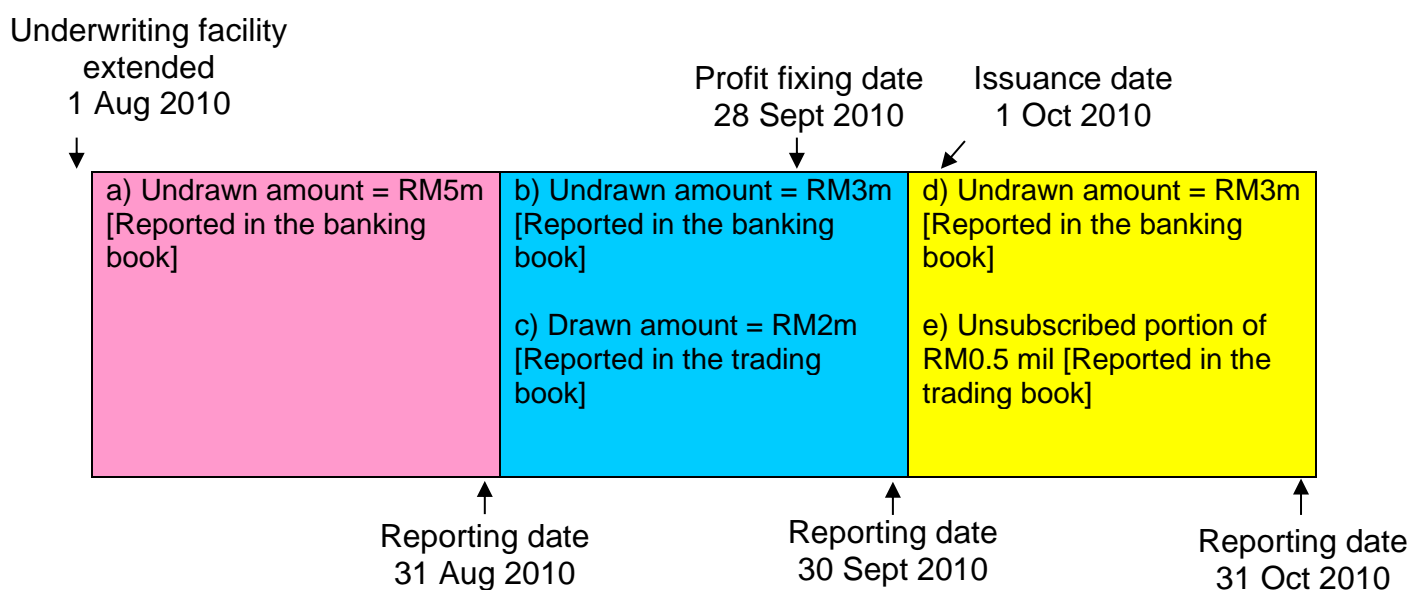 Underwriting facility
extended
1 Aug 2010
Profit fixing date
28 Sept 2010
Issuance date
1 Oct 2010
a) Undrawn amount = RM5m
[Reported in the banking
book]
b) Undrawn amount = RM3m
[Reported in the banking
book]
c) Drawn amount = RM2m
[Reported in the trading
book]
d) Undrawn amount = RM3m
[Reported in the banking
book]
e) Unsubscribed portion of
RM0.5 mil [Reported in the
trading book]
Reporting date
31 Aug 2010
Reporting date
30 Sept 2010
Reporting date
31 Oct 2010